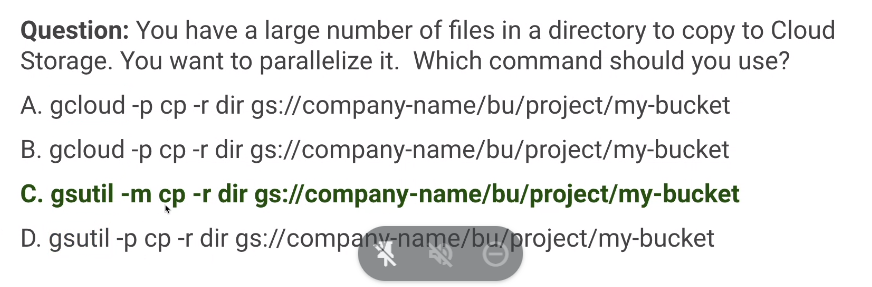 Question: You have a large number of files in a directory to copy to Cloud
Storage. You want to parallelize it. Which command should you use?
A. gcloud -p cp -r dir gs://company-name/bu/project/my-bucket
B. gcloud -p cp -r dir gs://company-name/bu/project/my-bucket
C. gsutil -m cp -r dir gs://company-name/bu/project/my-bucket
D. gsutil -p cp -r dir gs://company-name/bu/project/my-bucket